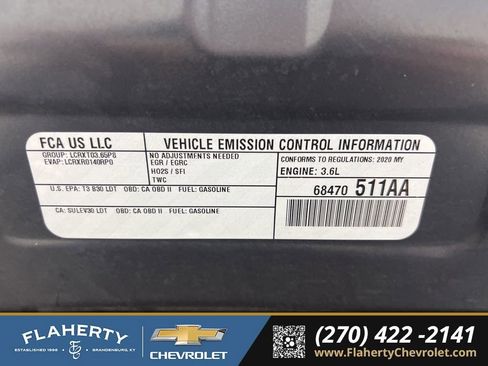 FCA US LLC
VEHICLE EMISSION CONTROL INFORMATION
GROUP: LCRXT03.65P8
EVAP: LCRXR0140RP0
NO ADJUSTMENTS NEEDED
EGR / EGRC
HO2S / SFI
TWC
CONFORMS TO REGULATIONS: 2020 MY
ENGINE: 3.6L
U.S. EPA: T3 B30 LDT OBD: CA OBD II FUEL: GASOLINE
68470 511AA
CA: SULEV30 LDT OBD: CA OBD II FUEL: GASOLINE
FLAHERTY
ESTABLISHED 1996
BRANDENBURG, KY
CHEVROLET
(270) 422-2141
www.FlahertyChevrolet.com